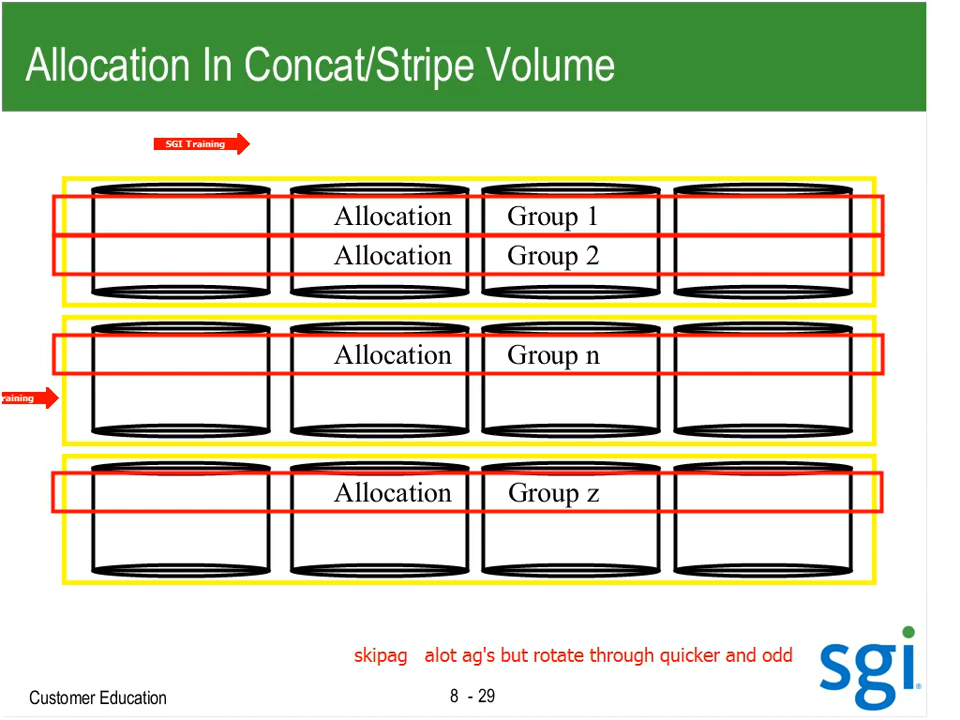 Allocation In Concat/Stripe Volume
SGI Training
Allocation Group 1
Allocation Group 2
Allocation Group n
raining
Allocation Group z
skipag alot ag's but rotate through quicker and odd
sgi
Customer Education
8 - 29